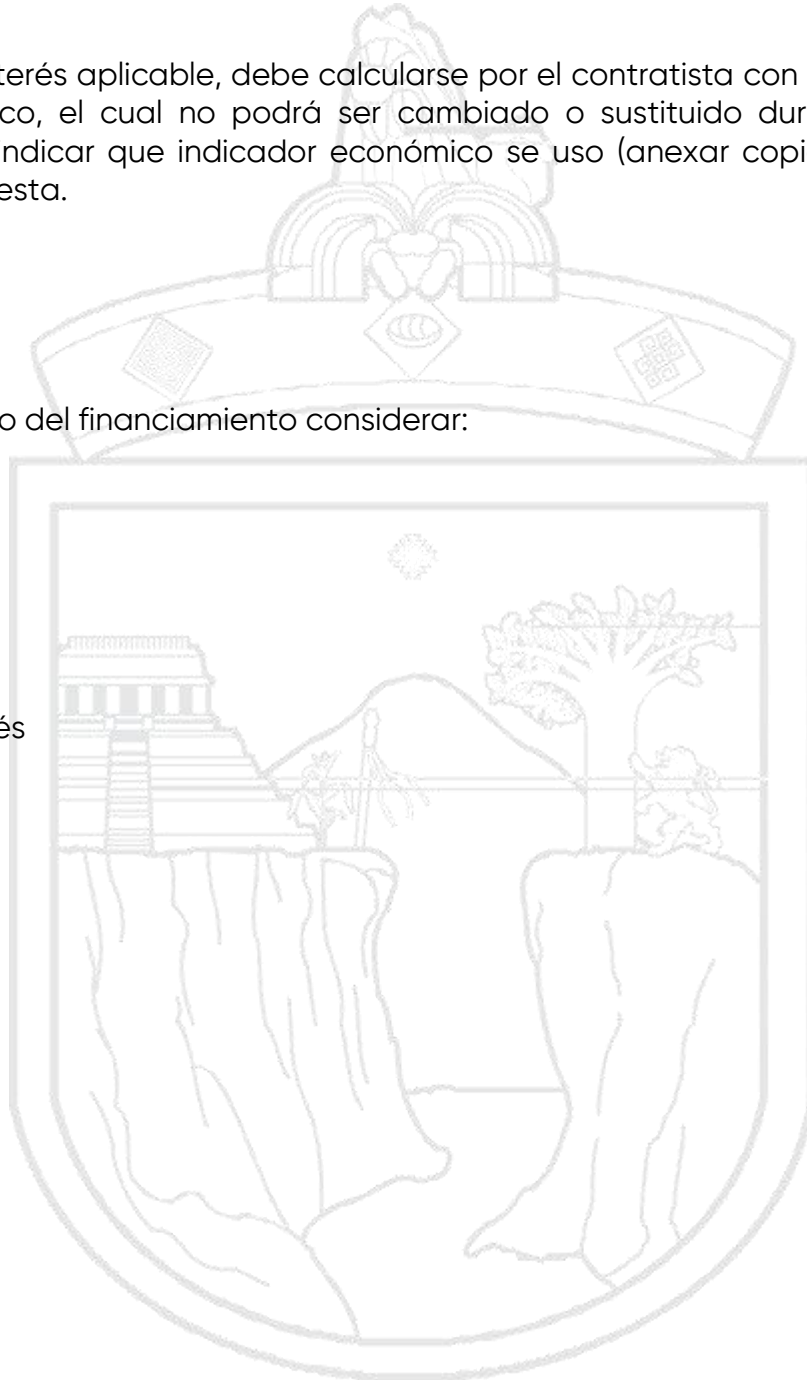 terés aplicable, debe calcularse por el contratista con
co, el cual no podrá ser cambiado o sustituido dur
indicar que indicador económico se uso (anexar copi
esta.
o del financiamiento considerar:
és